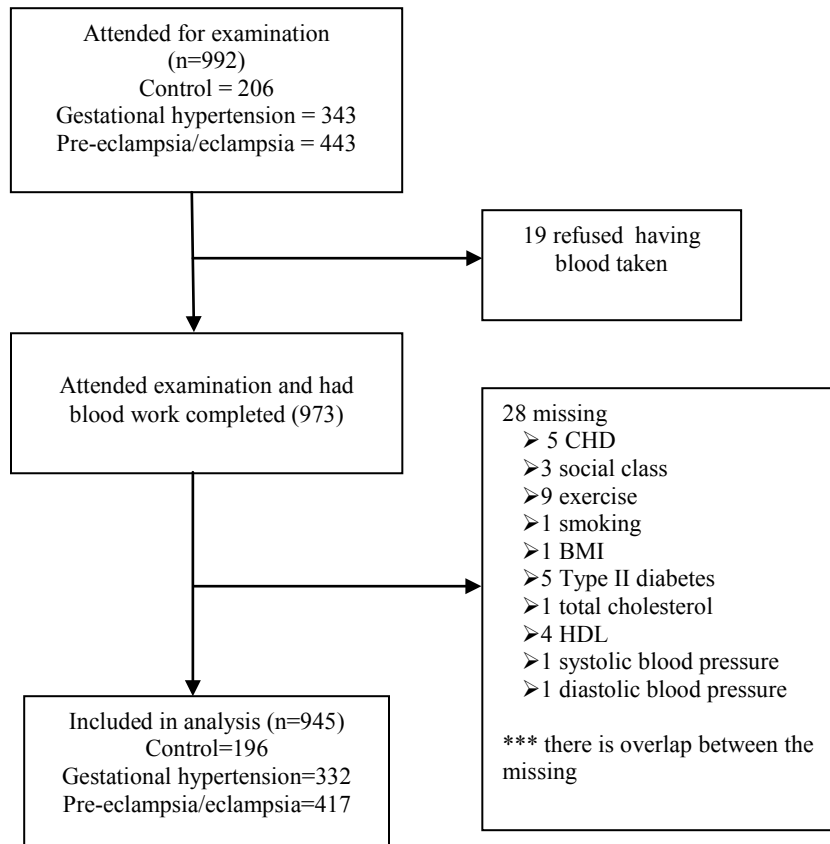 Attended for examination
(n=992)
Control = 206
Gestational hypertension = 343
Pre-eclampsia/eclampsia = 443
19 refused having
blood taken
Attended examination and had
blood work completed (973)
28 missing
➢ 5 CHD
➢3 social class
➢9 exercise
➢1 smoking
➢1 BMI
➢5 Type II diabetes
➢1 total cholesterol
➢4 HDL
➢1 systolic blood pressure
➢1 diastolic blood pressure
*** there is overlap between the
missing
Included in analysis (n=945)
Control=196
Gestational hypertension=332
Pre-eclampsia/eclampsia=417